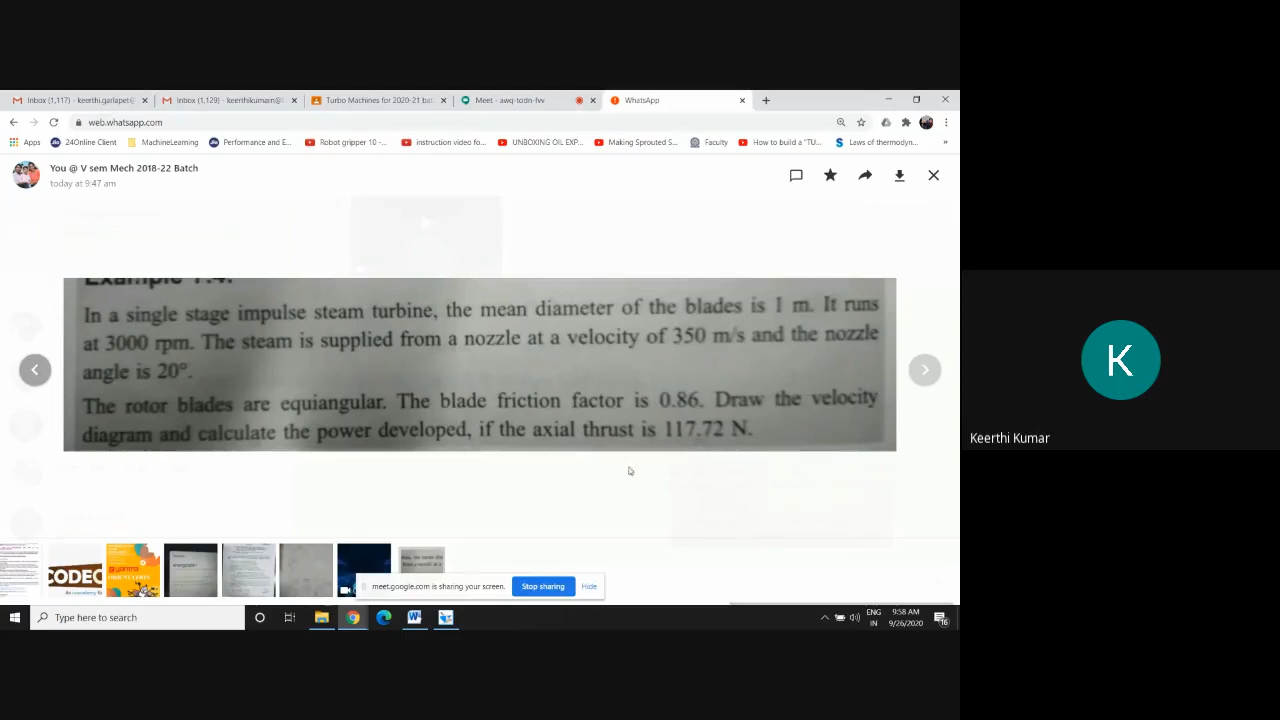 Inbox (1,117) - keerthi.garlapet@
Inbox (1,129) - keerthikumarn@
Turbo Machines for 2020-21 bat
Meet - awq-todn-fvv
WhatsApp
web.whatsapp.com
Apps
24Online Client
MachineLearning
Performance and E...
Robot gripper 10 -...
instruction video fo...
UNBOXING OIL EXP...
Making Sprouted S...
Faculty
How to build a "TU...
Laws of thermodyn...
»
You @ V sem Mech 2018-22 Batch
today at 9:47 am
In a single stage impulse steam turbine, the mean diameter of the blades is 1 m. It runs
at 3000 rpm. The steam is supplied from a nozzle at a velocity of 350 m/s and the nozzle
angle is 20°.
The rotor blades are equiangular. The blade friction factor is 0.86. Draw the velocity
diagram and calculate the power developed, if the axial thrust is 117.72 N.
K
Keerthi Kumar
CODEC
meet.google.com is sharing your screen.
Stop sharing
Hide
Type here to search
ENG
IN
9:58 AM
9/26/2020
16